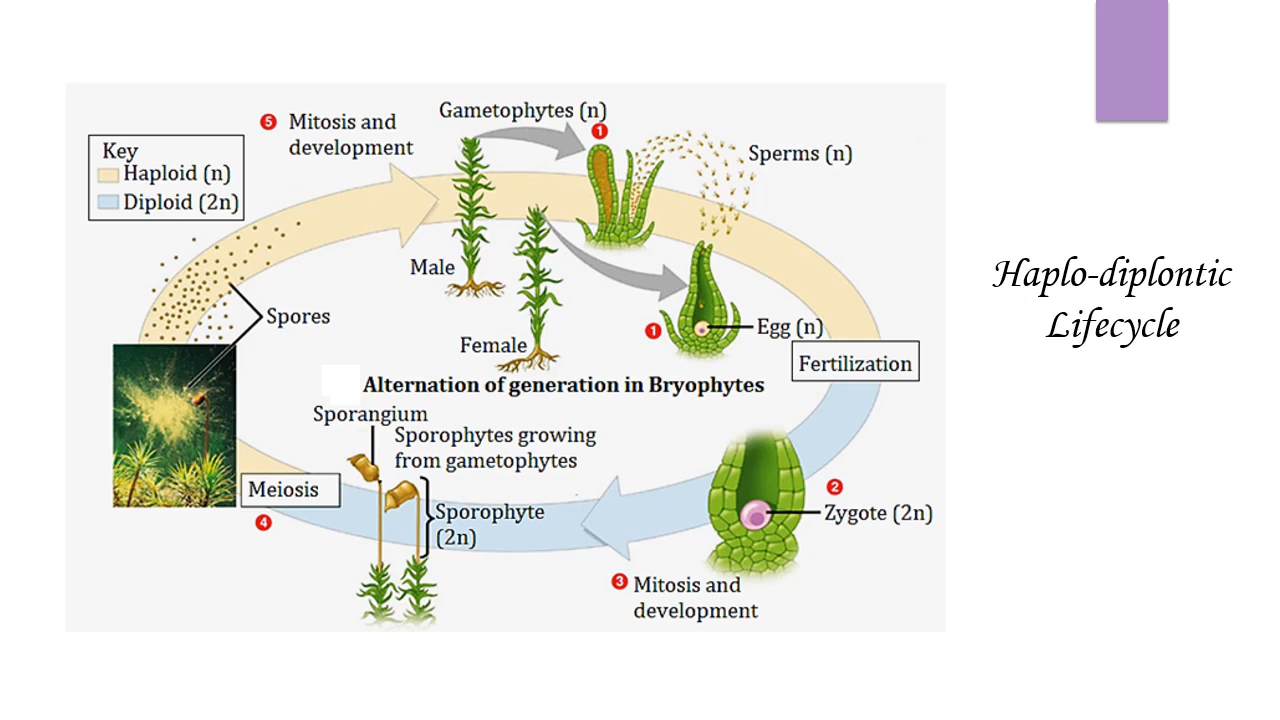 Gametophytes (n)
5 Mitosis and
development
1
Key
Haploid (n)
Diploid (2n)
Sperms (n)
Male
Spores
1
Egg (n)
Female
Fertilization
Alternation of generation in Bryophytes
Sporangium
Sporophytes growing
from gametophytes
Meiosis
4
Sporophyte
(2n)
2
Zygote (2n)
3 Mitosis and
development
Haplo-diplontic
Lifecycle